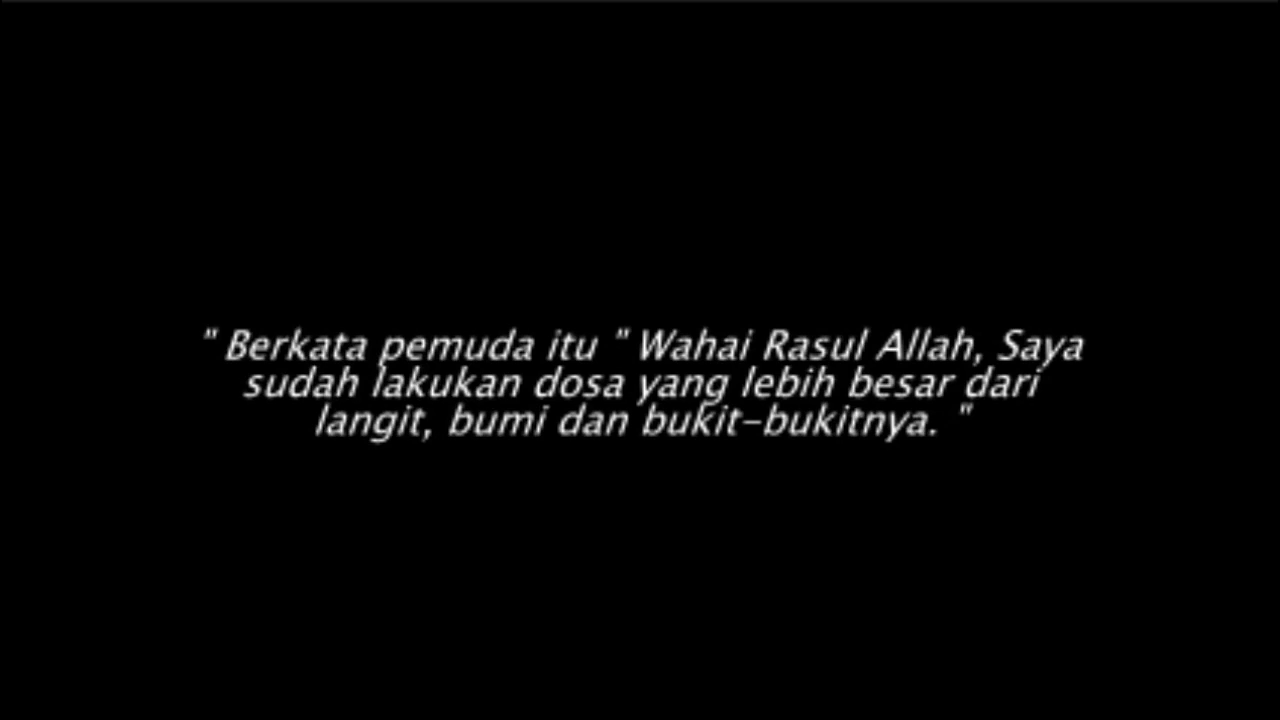 " Berkata pemuda itu " Wahai Rasul Allah, Saya
sudah lakukan dosa yang lebih besar dari
langit, bumi dan bukit-bukitnya. "